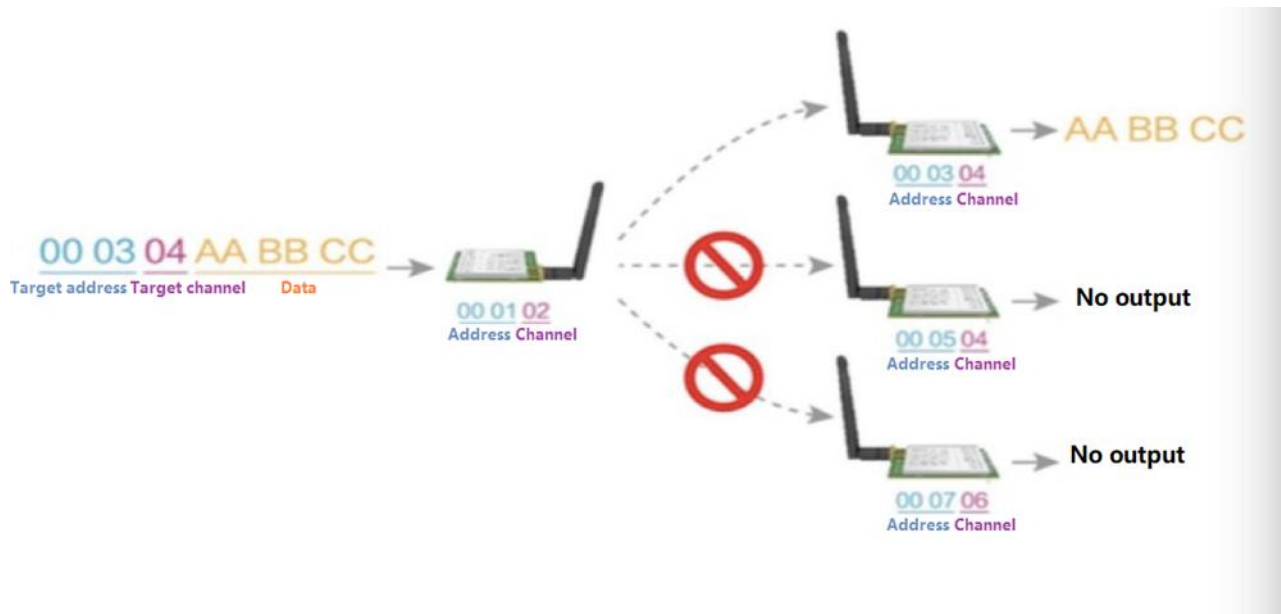 00 03 04 AA BB CC
Target address Target channel Data
00 01 02
Address Channel
00 03 04
Address Channel
AA BB CC
00 05 04
Address Channel
No output
00 07 06
Address Channel
No output